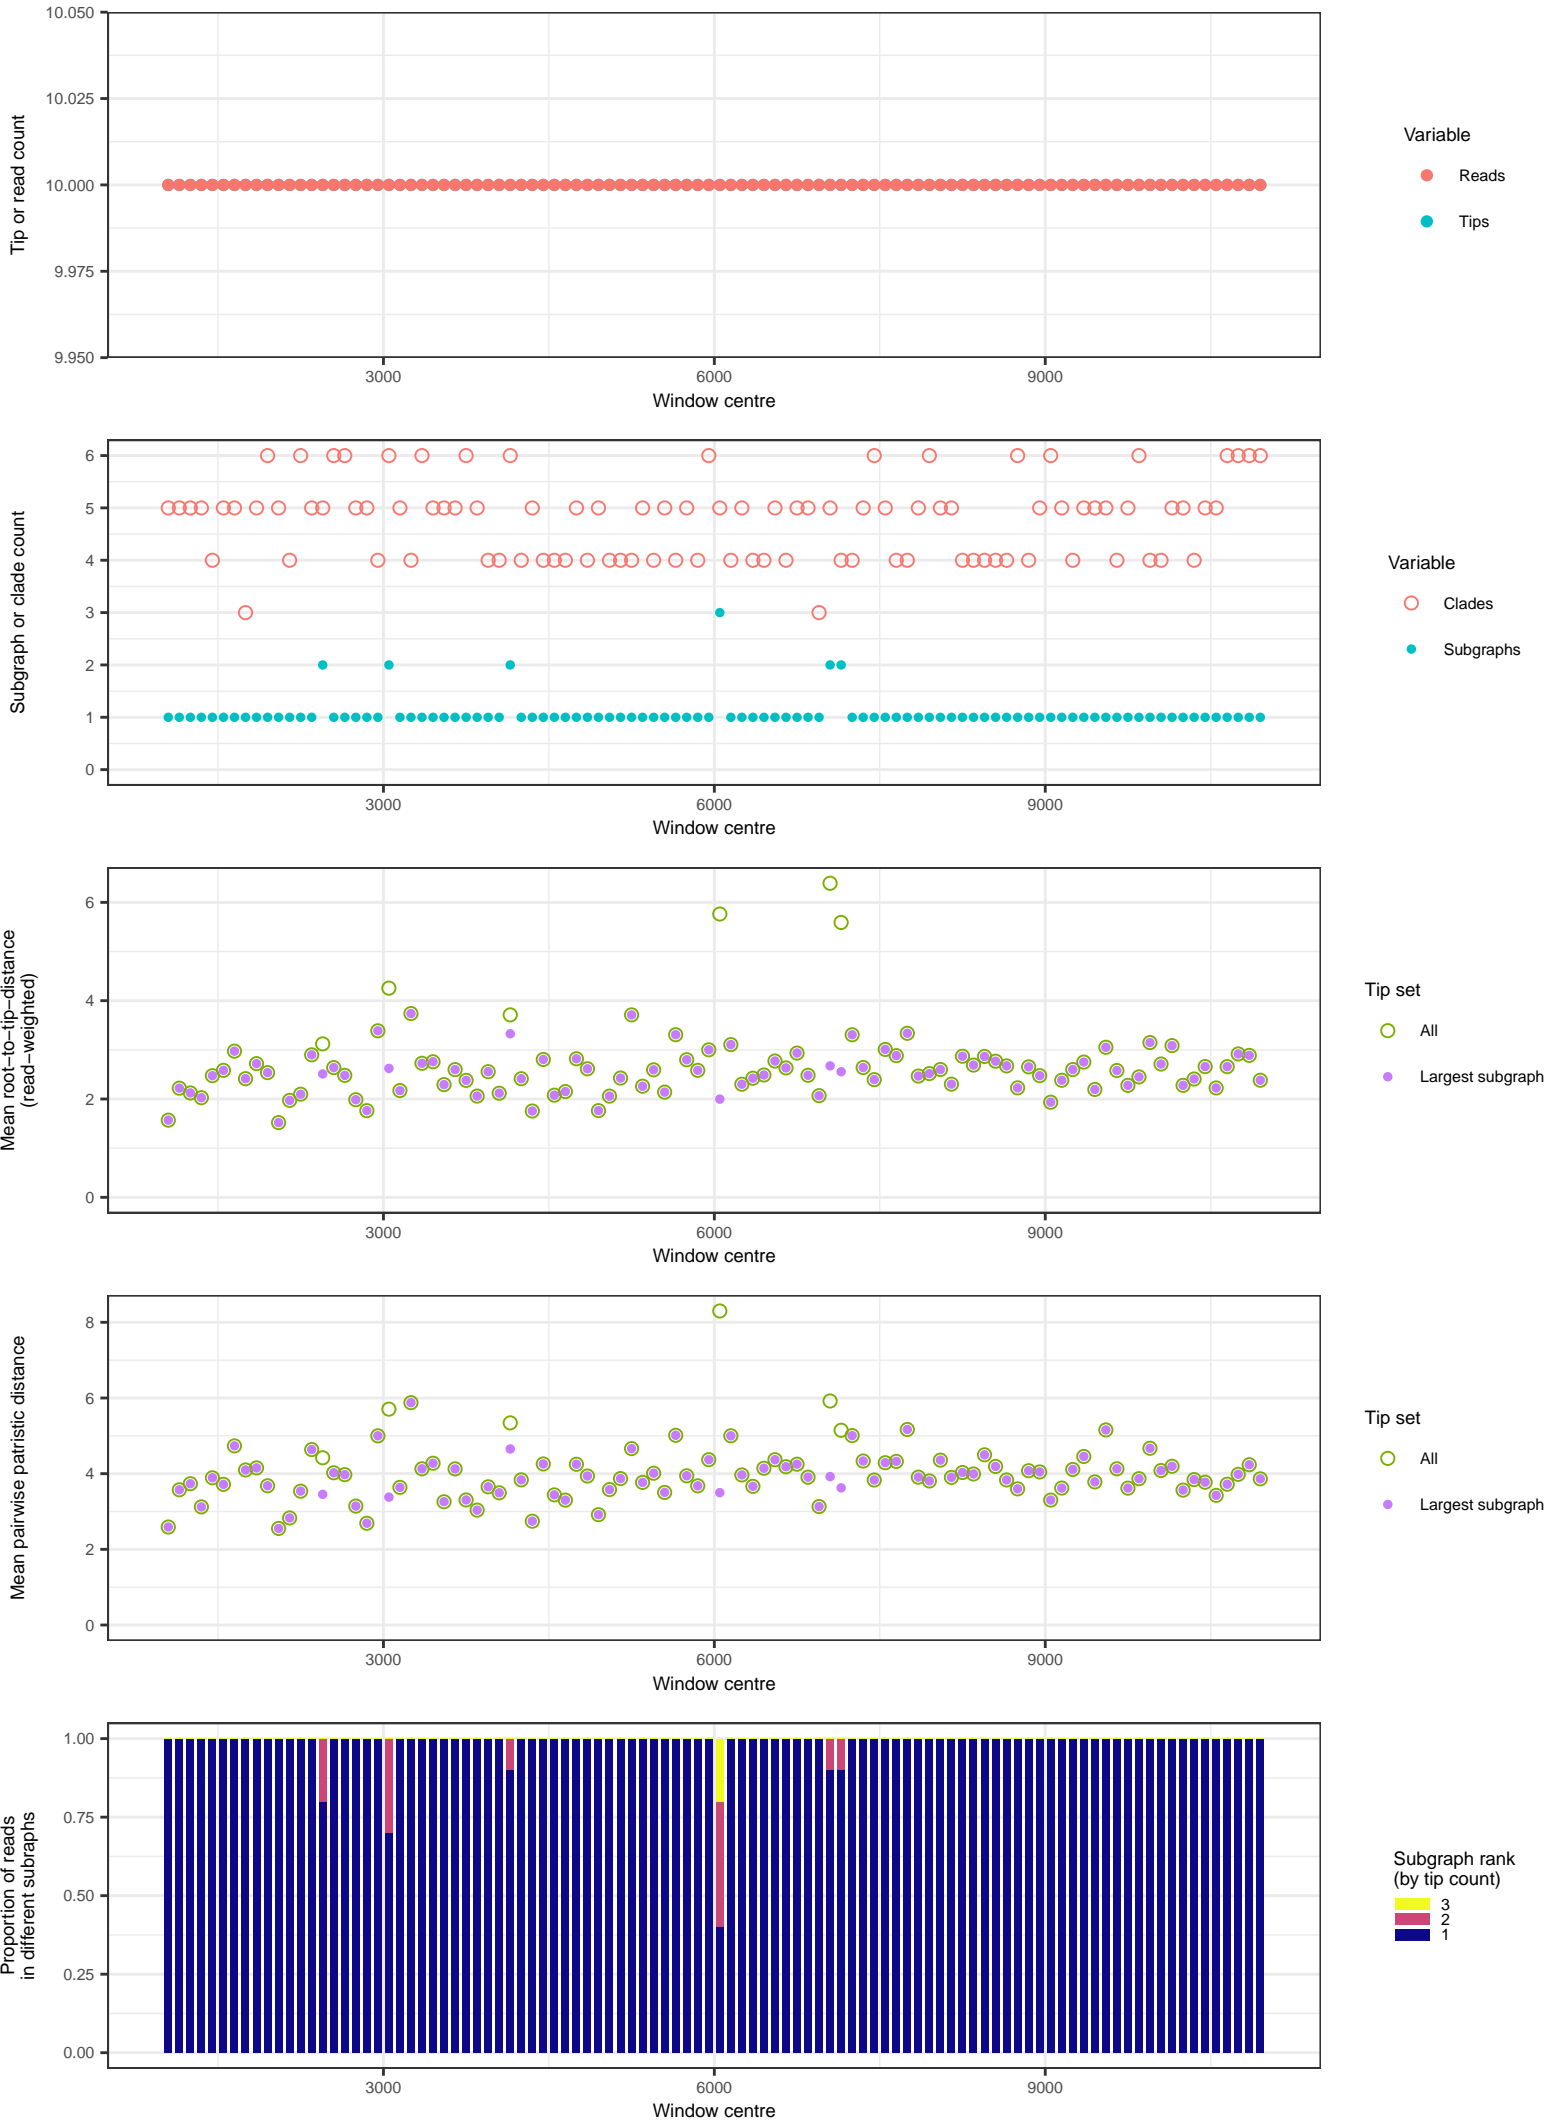 10.050
10.025
10.000
9.975
9.950
Tip or read count
3000
6000
9000
Window centre
Variable
Reads
Tips
6
5
4
3
2
1
0
Subgraph or clade count
3000
6000
9000
Window centre
Variable
Clades
Subgraphs
6
4
2
0
Mean root−to−tip−distance
(read−weighted)
3000
6000
9000
Window centre
Tip set
All
Largest subgraph
8
6
4
2
0
Mean pairwise patristic distance
3000
6000
9000
Window centre
Tip set
All
Largest subgraph
1.00
0.75
0.50
0.25
0.00
Proportion of reads
in different subraphs
3000
6000
9000
Window centre
Subgraph rank
(by tip count)
3
2
1